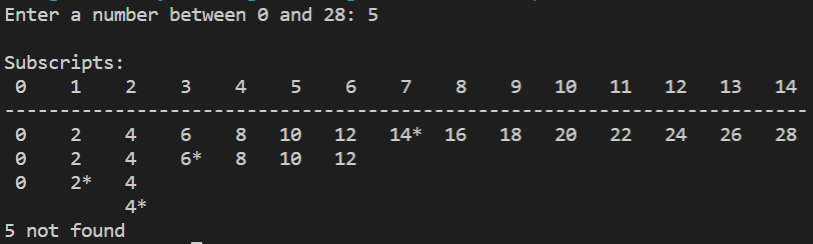 Enter a number between 0 and 28: 5
Subscripts:
 0    1    2    3    4    5    6    7    8    9   10   11   12   13   14
-------------------------------------------------------------------------
 0    2    4    6    8   10   12   14*  16   18   20   22   24   26   28
 0    2    4    6*   8   10   12
 0    2*   4
           4*
5 not found